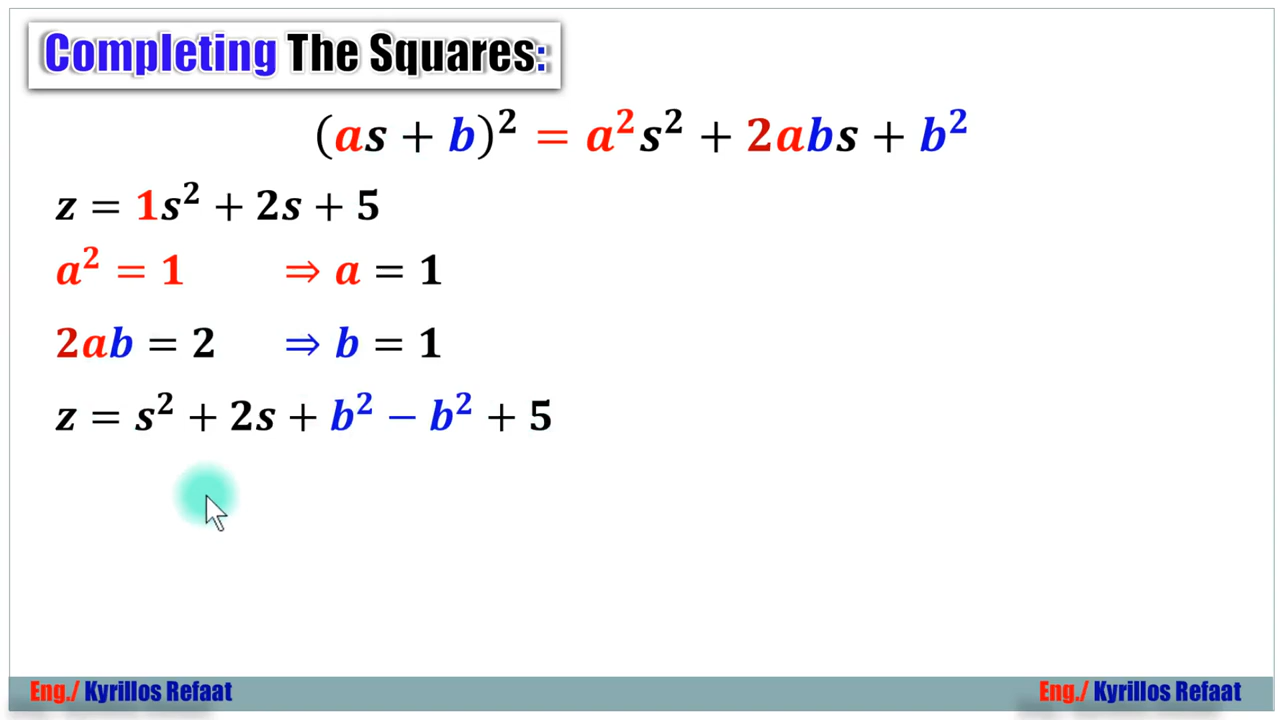 Completing The Squares:
(as + b)² = a²s² + 2abs + b²
z = 1s² + 2s + 5
a² = 1 ⇒ a = 1
2ab = 2 ⇒ b = 1
z = s² + 2s + b² − b² + 5
Eng./ Kyrillos Refaat Eng./ Kyrillos Refaat